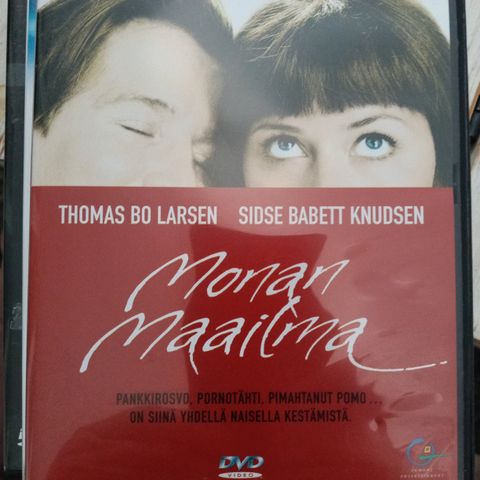 THOMAS BO LARSEN SIDSE BABETT KNUDSEN
Monan
Maailma
PANKKIROSVO, PORNOTÄHTI, PIMAHTANUT POMO...
ON SIINÄ YHDELLÄ NAISELLA KESTÄMISTÄ.
DVD
VIDEO